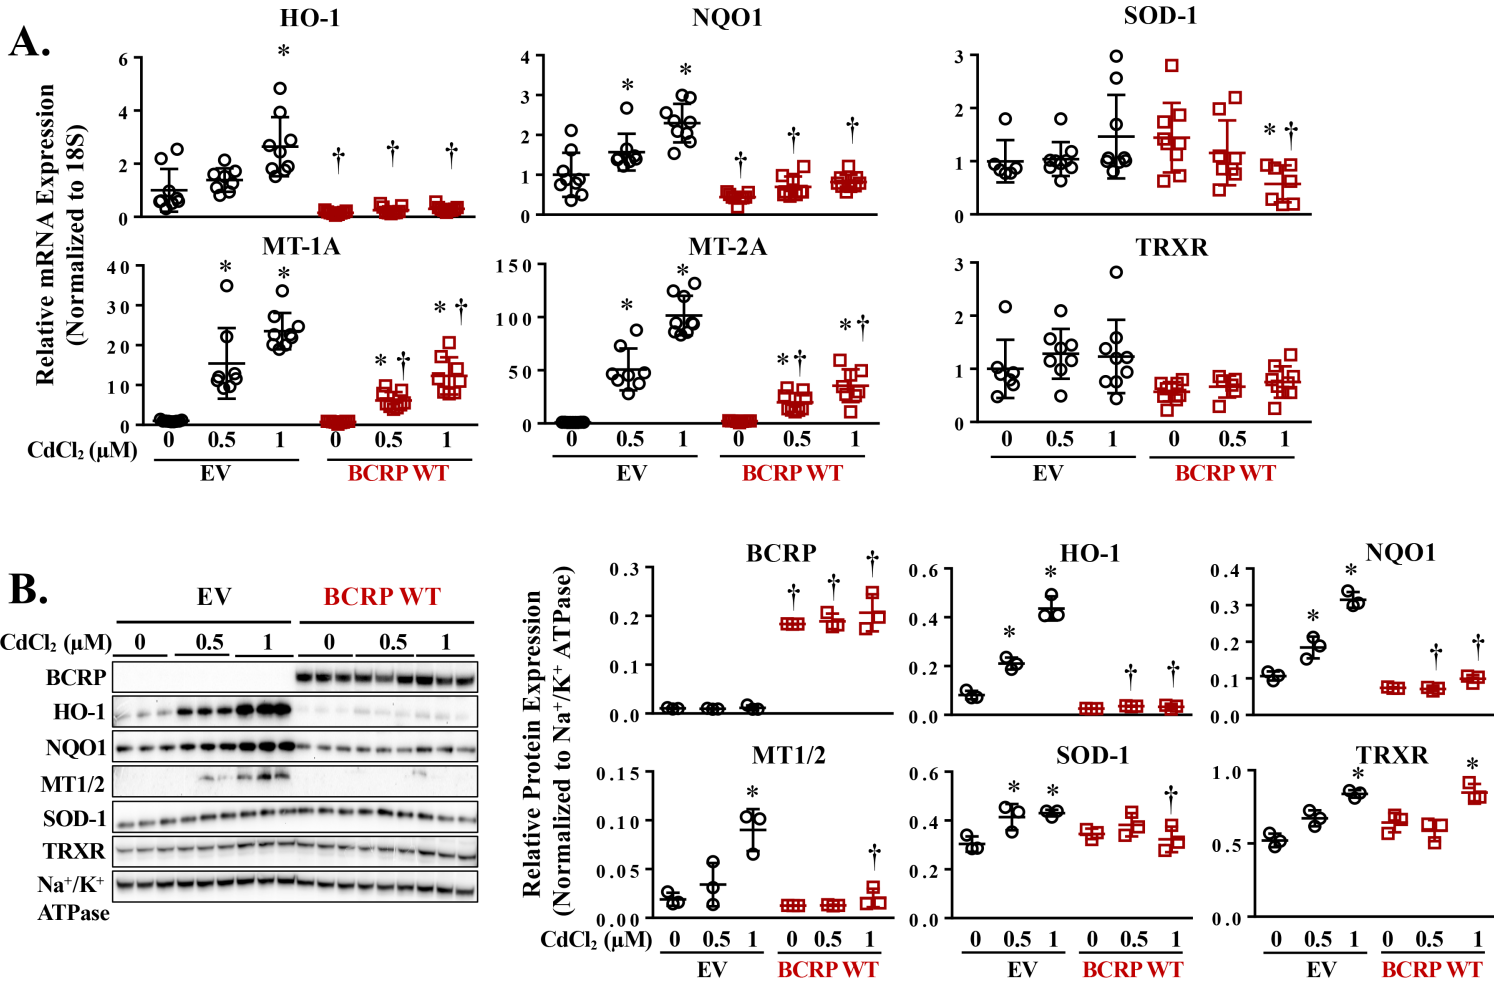 A.
HO-1
NQO1
SOD-1
Relative mRNA Expression
(Normalized to 18S)
6
4
2
0
*
†
†
†
4
3
2
1
0
*
*
†
†
†
3
2
1
0
* †
MT-1A
MT-2A
TRXR
40
30
20
10
0
*
*
* †
* †
150
100
50
0
*
*
* †
* †
3
2
1
0
CdCl₂ (μM)
0 0.5 1 0 0.5 1
0 0.5 1 0 0.5 1
0 0.5 1 0 0.5 1
EV BCRP WT
EV BCRP WT
EV BCRP WT
B.
EV BCRP WT
CdCl₂ (μM) 0 0.5 1 0 0.5 1
BCRP
HO-1
NQO1
MT1/2
SOD-1
TRXR
Na⁺/K⁺
ATPase
Relative Protein Expression
(Normalized to Na⁺/K⁺ ATPase)
BCRP
HO-1
NQO1
0.3
0.2
0.1
0.0
†
†
†
0.6
0.4
0.2
0.0
*
*
†
†
0.4
0.3
0.2
0.1
0.0
*
*
†
†
MT1/2
SOD-1
TRXR
0.15
0.10
0.05
0.00
*
†
0.6
0.4
0.2
0.0
*
*
†
1.0
0.5
0.0
*
*
CdCl₂ (μM)
0 0.5 1 0 0.5 1
0 0.5 1 0 0.5 1
0 0.5 1 0 0.5 1
EV BCRP WT
EV BCRP WT
EV BCRP WT